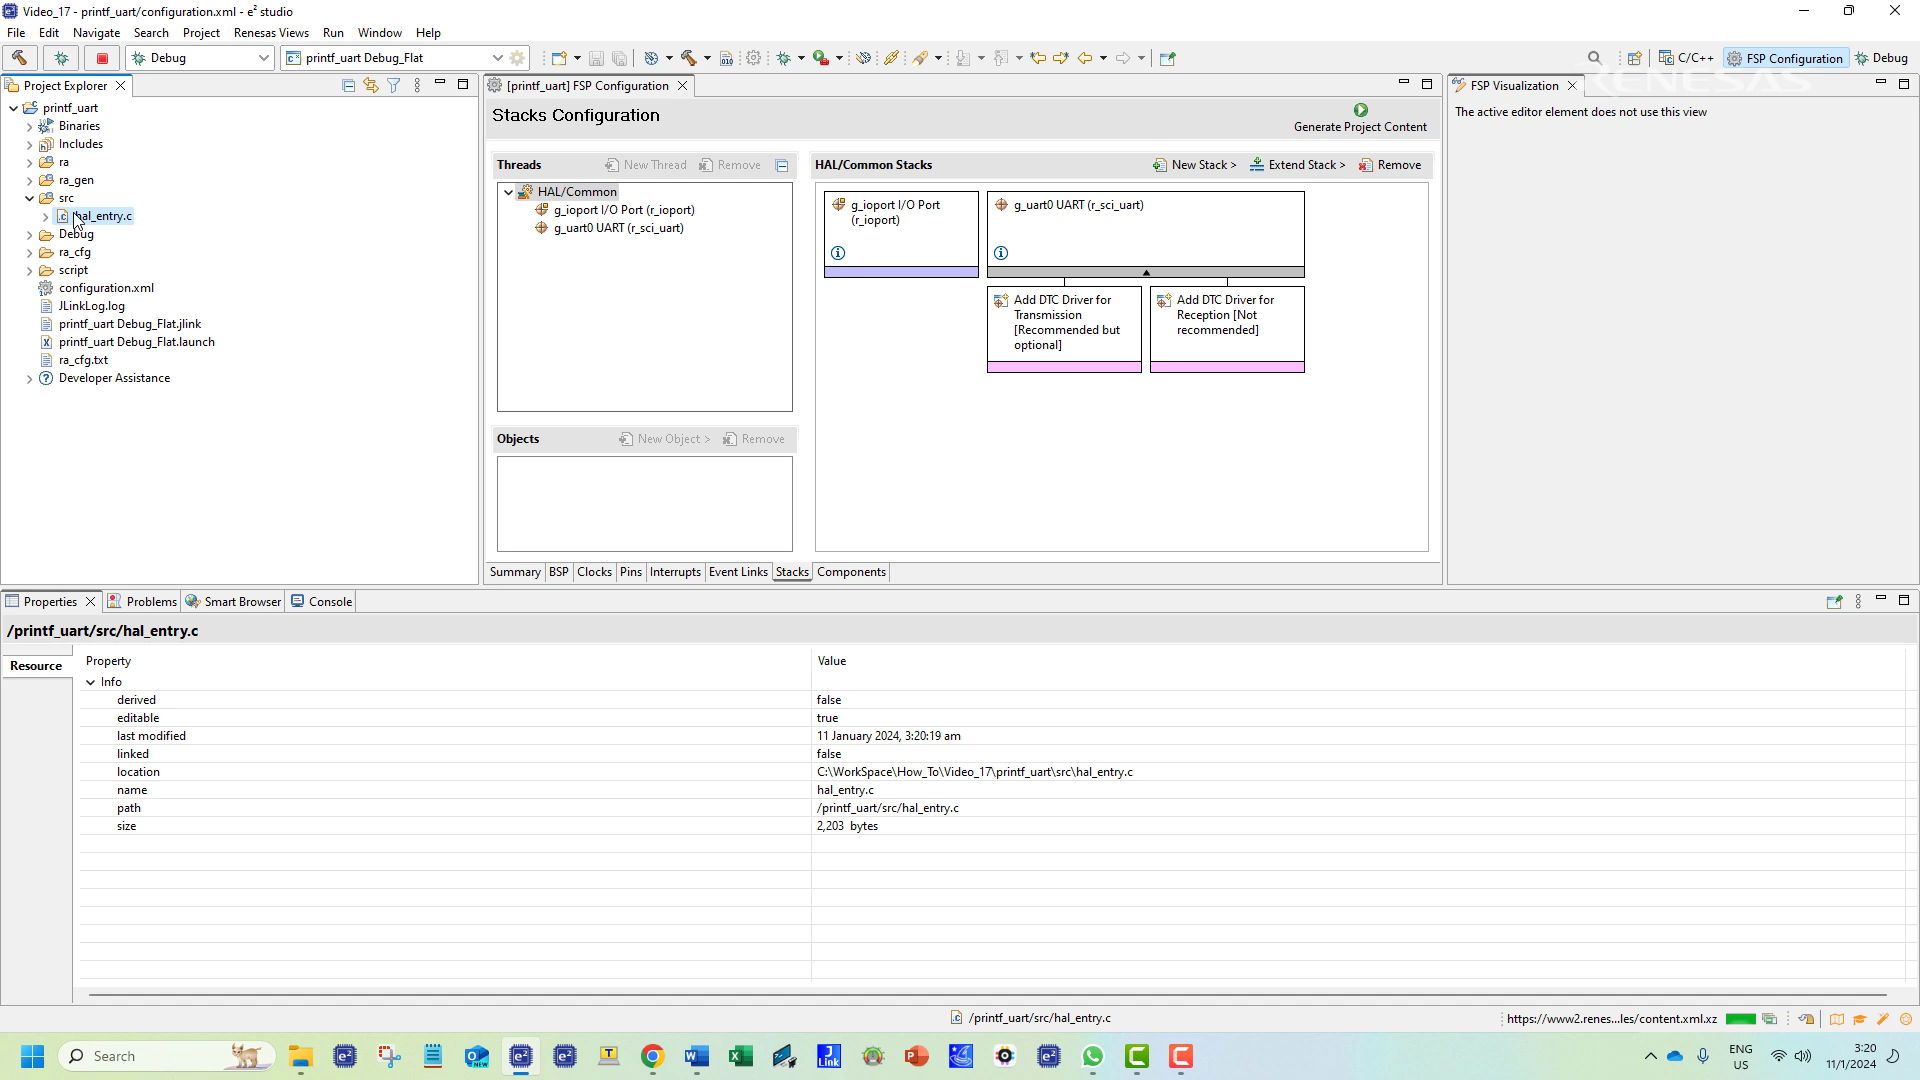 Video_17 - printf_uart/configuration.xml - e² studio
File Edit Navigate Search Project Renesas Views Run Window Help
Debug printf_uart Debug_Flat C/C++ FSP Configuration Debug
RENESAS
Project Explorer
printf_uart
Binaries
Includes
ra
ra_gen
src
hal_entry.c
Debug
ra_cfg
script
configuration.xml
JLinkLog.log
printf_uart Debug_Flat.jlink
printf_uart Debug_Flat.launch
ra_cfg.txt
Developer Assistance
[printf_uart] FSP Configuration
Stacks Configuration
Generate Project Content
Threads New Thread Remove
HAL/Common
g_ioport I/O Port (r_ioport)
g_uart0 UART (r_sci_uart)
Objects New Object > Remove
HAL/Common Stacks New Stack > Extend Stack > Remove
g_ioport I/O Port
(r_ioport)
g_uart0 UART (r_sci_uart)
Add DTC Driver for
Transmission
[Recommended but
optional]
Add DTC Driver for
Reception [Not
recommended]
Summary BSP Clocks Pins Interrupts Event Links Stacks Components
FSP Visualization
The active editor element does not use this view
Properties Problems Smart Browser Console
/printf_uart/src/hal_entry.c
Resource
Property Value
Info
derived false
editable true
last modified 11 January 2024, 3:20:19 am
linked false
location C:\WorkSpace\How_To\Video_17\printf_uart\src\hal_entry.c
name hal_entry.c
path /printf_uart/src/hal_entry.c
size 2,203 bytes
/printf_uart/src/hal_entry.c https://www2.renes...les/content.xml.xz
Search
ENG
US
3:20
11/1/2024